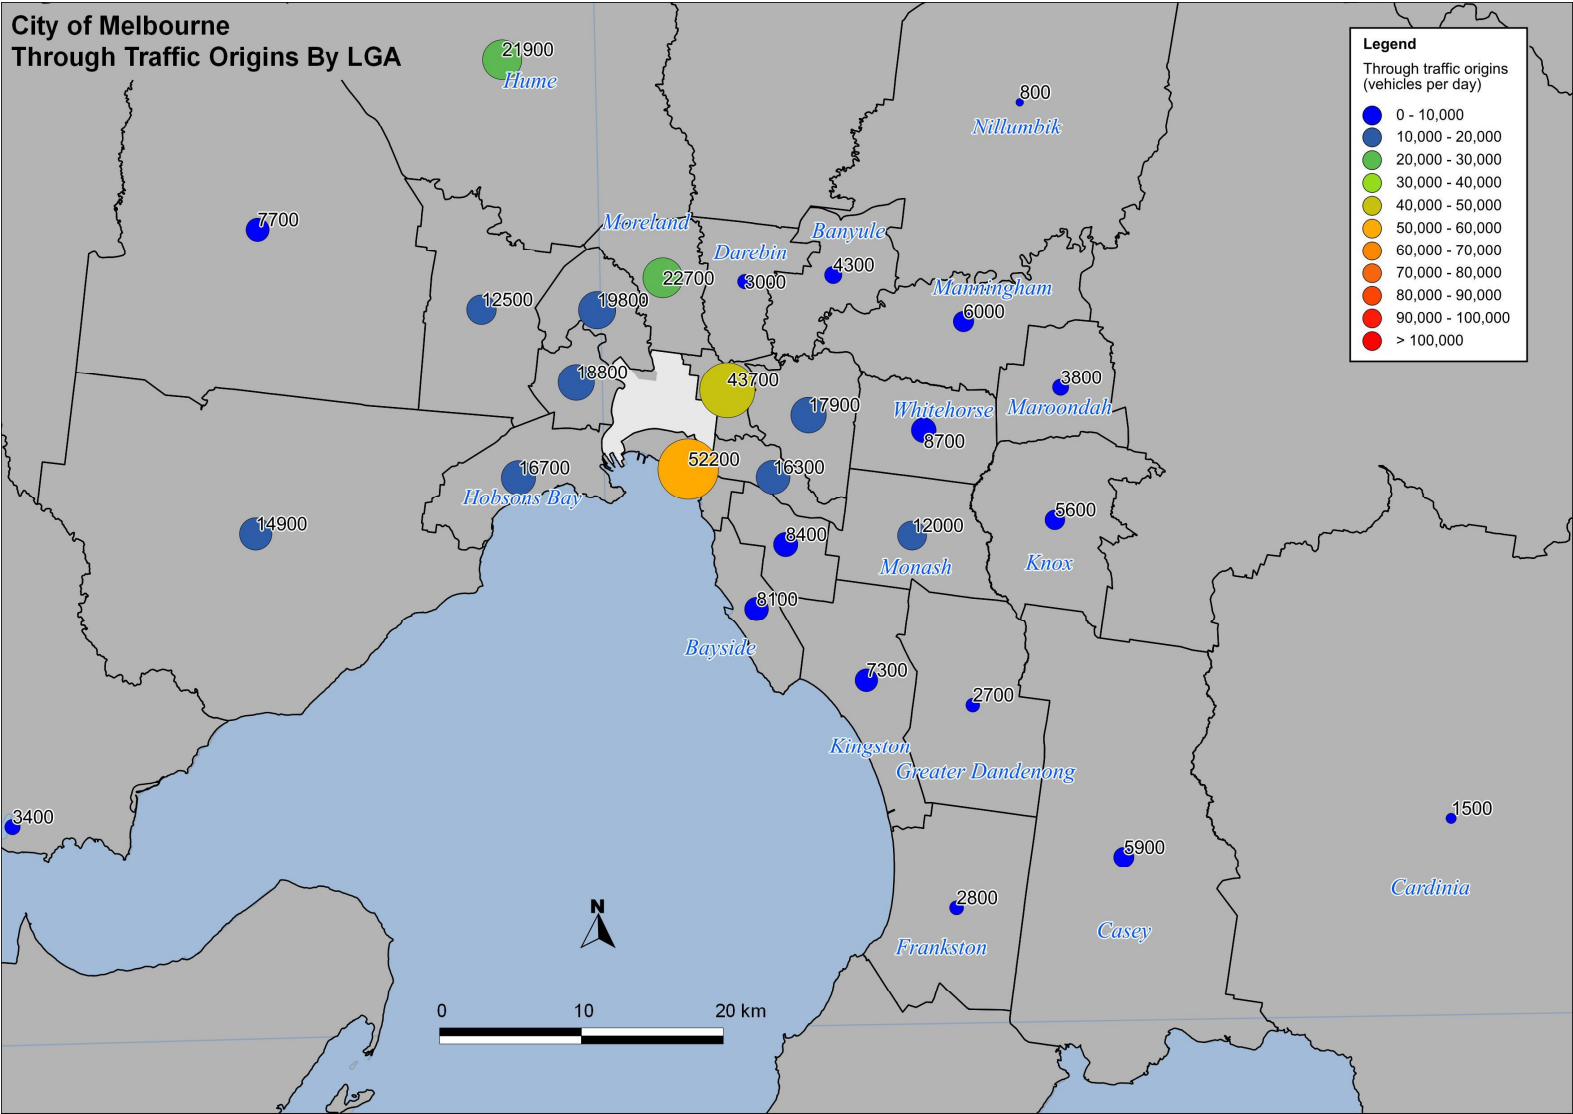 City of Melbourne
Through Traffic Origins By LGA
Legend
Through traffic origins
(vehicles per day)
0 - 10,000
10,000 - 20,000
20,000 - 30,000
30,000 - 40,000
40,000 - 50,000
50,000 - 60,000
60,000 - 70,000
70,000 - 80,000
80,000 - 90,000
90,000 - 100,000
> 100,000
21900
Hume
800
Nillumbik
7700
Moreland
Banyule
Darebin
4300
22700
3000
Manningham
12500
19800
6000
18800
43700
3800
17900
Whitehorse
Maroondah
8700
52200
16700
16300
Hobsons Bay
5600
14900
12000
8400
Monash
Knox
8100
Bayside
7300
2700
Kingston
Greater Dandenong
3400
1500
5900
Cardinia
2800
N
Casey
Frankston
0 10 20 km